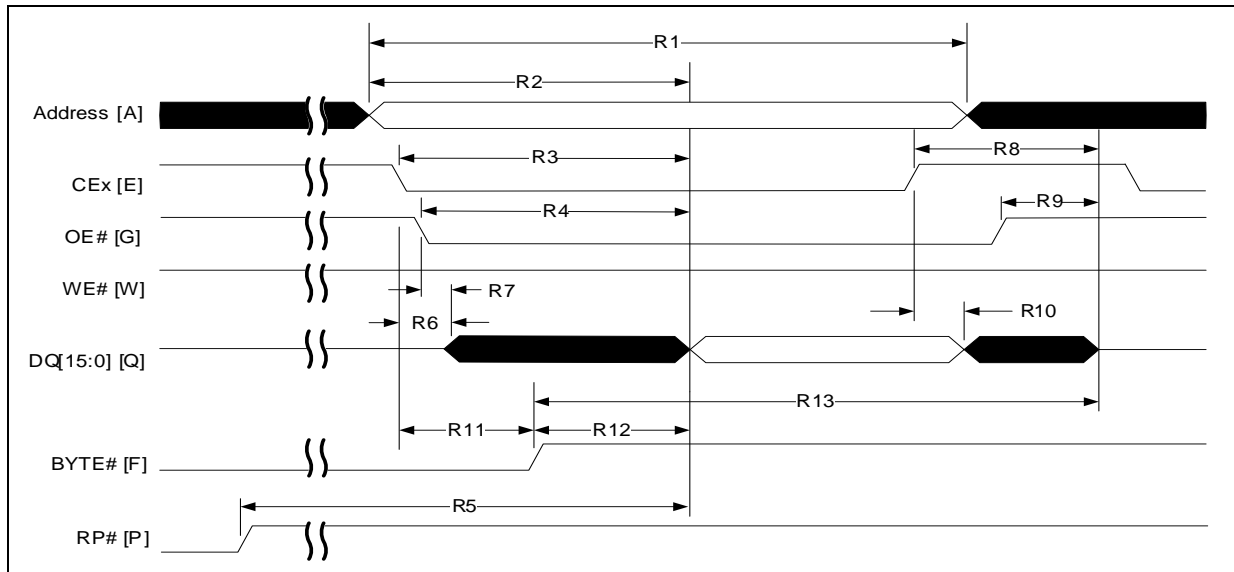 R1
R2
Address [A]
R3
R8
CEx [E]
R4
R9
OE# [G]
WE# [W]
R7
R6
R10
DQ[15:0] [Q]
R13
R11
R12
BYTE# [F]
R5
RP# [P]